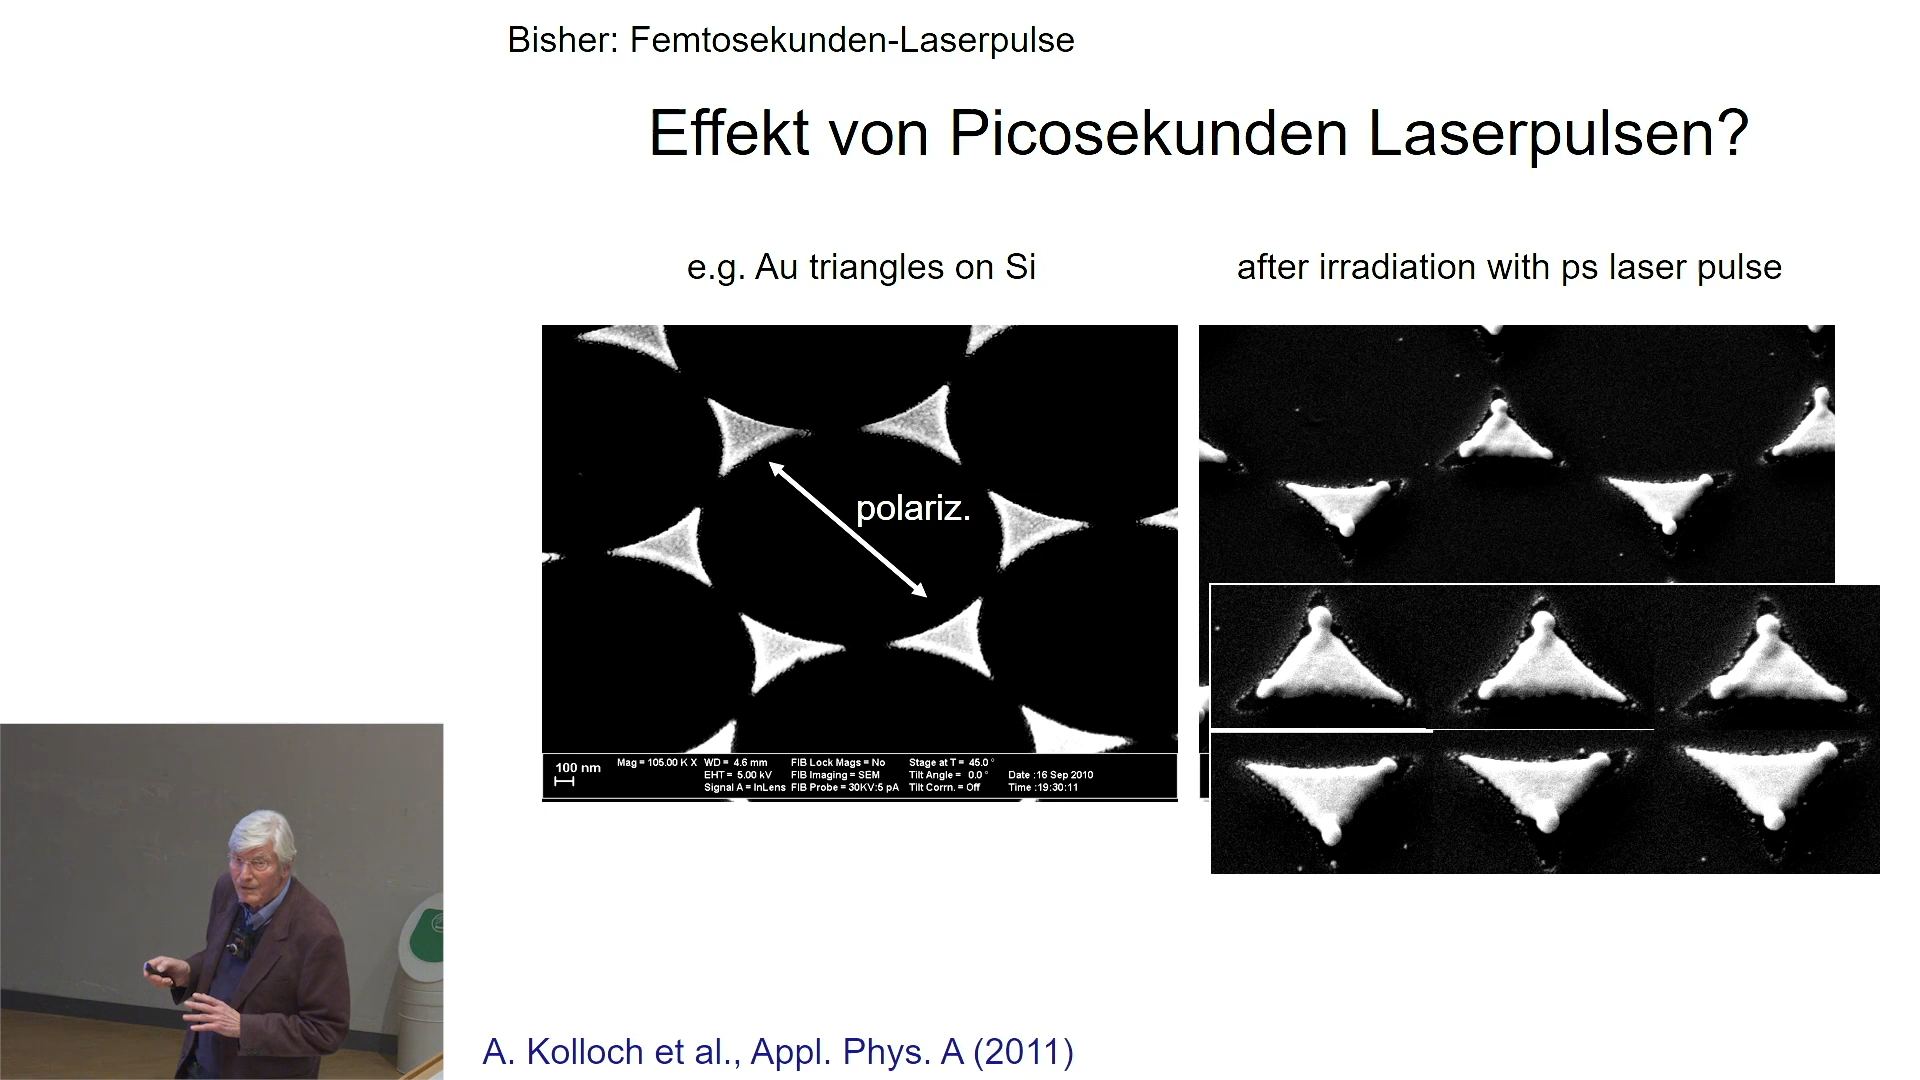 Bisher: Femtosekunden-Laserpulse
Effekt von Picosekunden Laserpulsen?
e.g. Au triangles on Si
after irradiation with ps laser pulse
polariz.
100 nm
Mag = 105.00 K X WD = 4.6 mm FIB Lock Mags = No Stage at T = 45.0 °
EHT = 5.00 kV FIB Imaging = SEM Tilt Angle = 0.0 ° Date :16 Sep 2010
Signal A = InLens FIB Probe = 30KV:5 pA Tilt Corrn. = Off Time :19:30:11
A. Kolloch et al., Appl. Phys. A (2011)